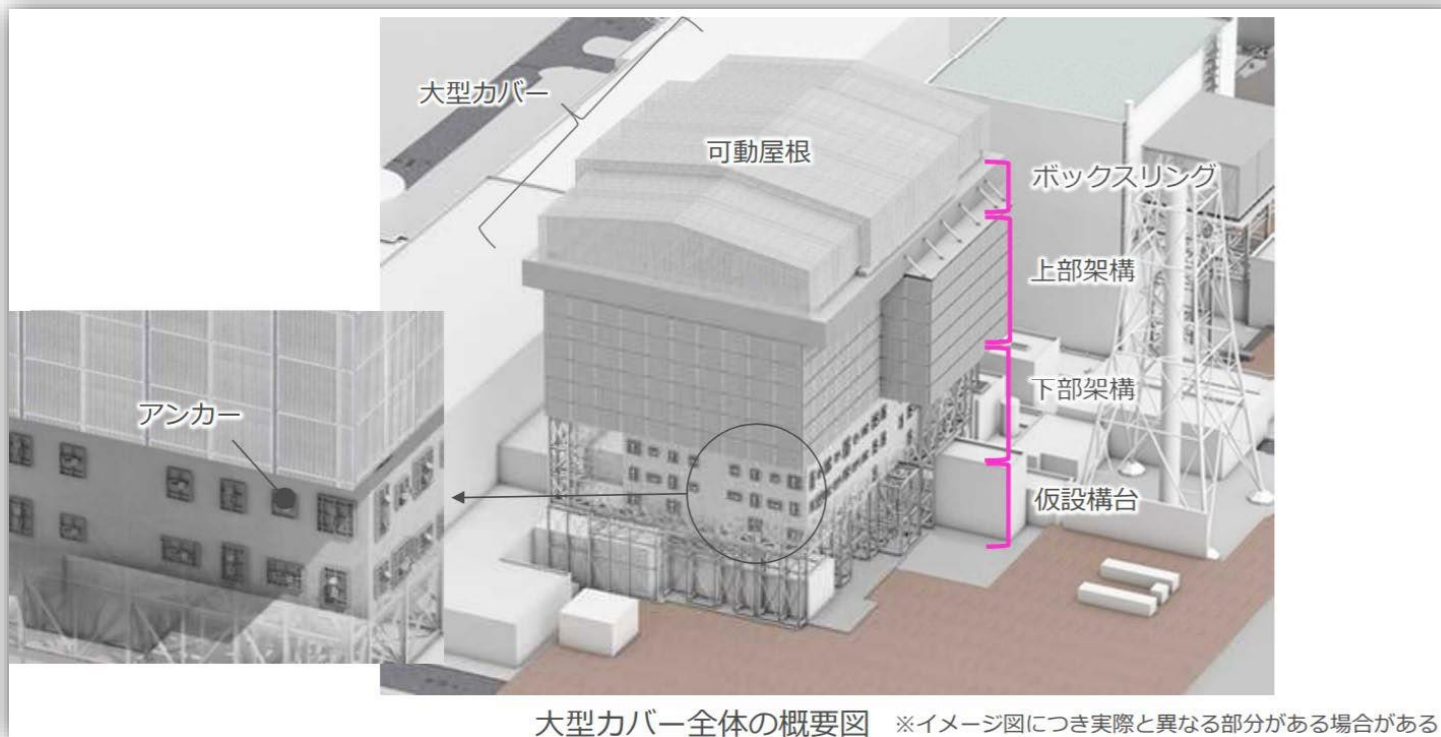 大型カバー
可動屋根
ボックスリング
上部架構
下部架構
仮設構台
アンカー
大型カバー全体の概要図 ※イメージ図につき実際と異なる部分がある場合がある